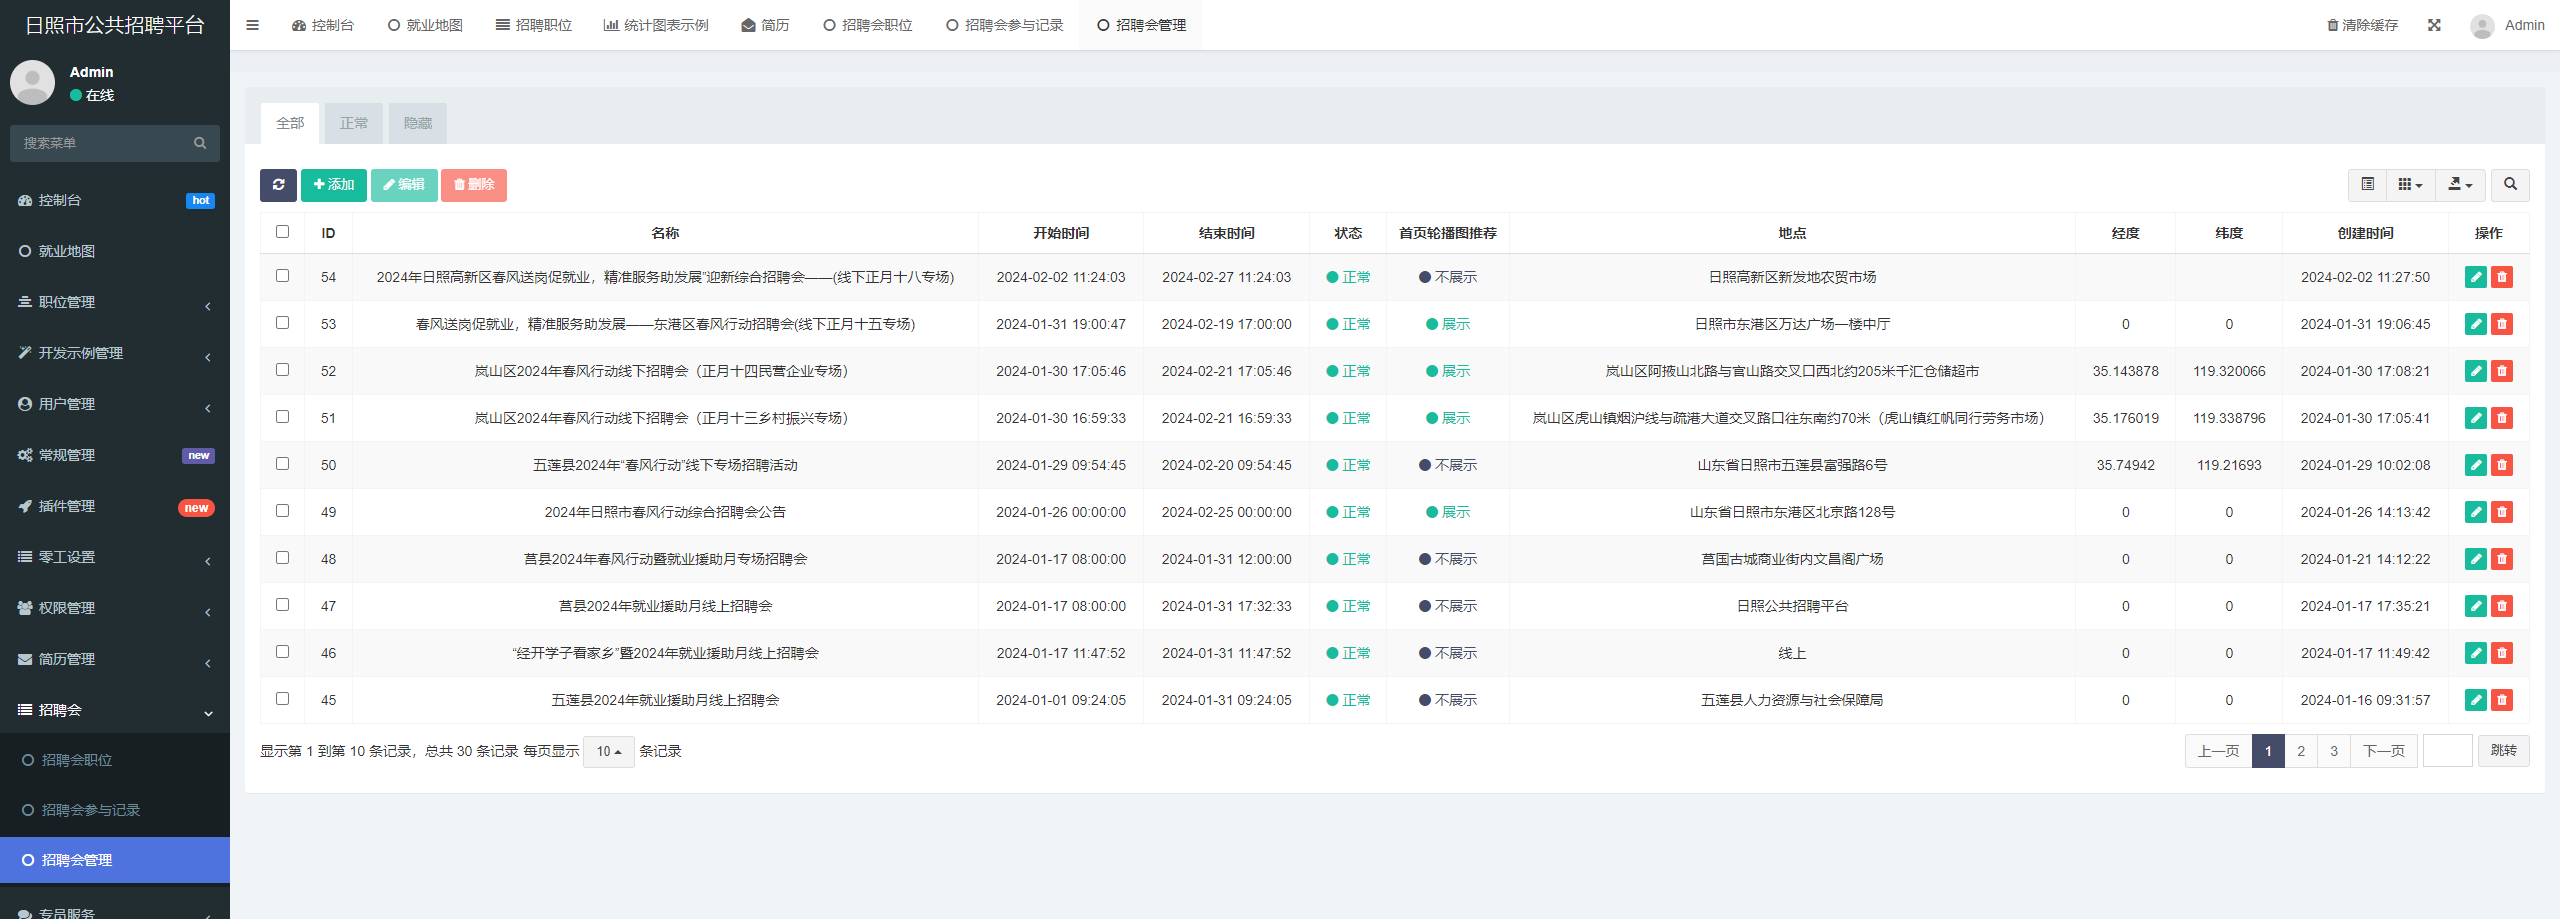 日照市公共招聘平台
控制台 就业地图 招聘职位 统计图表示例 简历 招聘会职位 招聘会参与记录 招聘会管理 清除缓存 Admin
Admin
在线
搜索菜单
控制台 hot
就业地图
职位管理
开发示例管理
用户管理
常规管理 new
插件管理 new
零工设置
权限管理
简历管理
招聘会
招聘会职位
招聘会参与记录
招聘会管理
专员服务
全部 正常 隐藏
添加 编辑 删除
ID 名称 开始时间 结束时间 状态 首页轮播图推荐 地点 经度 纬度 创建时间 操作
54 2024年日照高新区春风送岗促就业，精准服务助发展”迎新综合招聘会——(线下正月十八专场) 2024-02-02 11:24:03 2024-02-27 11:24:03 正常 不展示 日照高新区新发地农贸市场 2024-02-02 11:27:50
53 春风送岗促就业，精准服务助发展——东港区春风行动招聘会(线下正月十五专场) 2024-01-31 19:00:47 2024-02-19 17:00:00 正常 展示 日照市东港区万达广场一楼中厅 0 0 2024-01-31 19:06:45
52 岚山区2024年春风行动线下招聘会（正月十四民营企业专场） 2024-01-30 17:05:46 2024-02-21 17:05:46 正常 展示 岚山区阿掖山北路与官山路交叉口西北约205米千汇仓储超市 35.143878 119.320066 2024-01-30 17:08:21
51 岚山区2024年春风行动线下招聘会（正月十三乡村振兴专场） 2024-01-30 16:59:33 2024-02-21 16:59:33 正常 展示 岚山区虎山镇烟沪线与疏港大道交叉路口往东南约70米（虎山镇红帆同行劳务市场） 35.176019 119.338796 2024-01-30 17:05:41
50 五莲县2024年“春风行动”线下专场招聘活动 2024-01-29 09:54:45 2024-02-20 09:54:45 正常 不展示 山东省日照市五莲县富强路6号 35.74942 119.21693 2024-01-29 10:02:08
49 2024年日照市春风行动综合招聘会公告 2024-01-26 00:00:00 2024-02-25 00:00:00 正常 展示 山东省日照市东港区北京路128号 0 0 2024-01-26 14:13:42
48 莒县2024年春风行动暨就业援助月专场招聘会 2024-01-17 08:00:00 2024-01-31 12:00:00 正常 不展示 莒国古城商业街内文昌阁广场 0 0 2024-01-21 14:12:22
47 莒县2024年就业援助月线上招聘会 2024-01-17 08:00:00 2024-01-31 17:32:33 正常 不展示 日照公共招聘平台 0 0 2024-01-17 17:35:21
46 “经开学子看家乡”暨2024年就业援助月线上招聘会 2024-01-17 11:47:52 2024-01-31 11:47:52 正常 不展示 线上 0 0 2024-01-17 11:49:42
45 五莲县2024年就业援助月线上招聘会 2024-01-01 09:24:05 2024-01-31 09:24:05 正常 不展示 五莲县人力资源与社会保障局 0 0 2024-01-16 09:31:57
显示第 1 到第 10 条记录，总共 30 条记录 每页显示 10 条记录 上一页 1 2 3 下一页 跳转